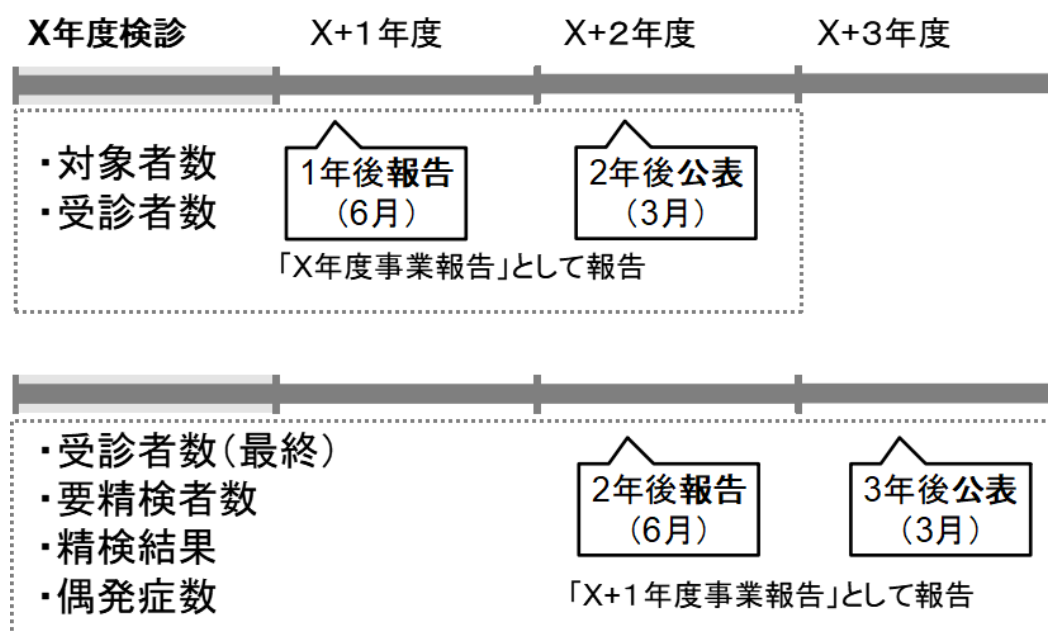 X年度検診
X+1年度
X+2年度
X+3年度
・対象者数
・受診者数
1年後報告
(6月)
2年後公表
(3月)
「X年度事業報告」として報告
・受診者数(最終)
・要精検者数
・精検結果
・偶発症数
2年後報告
(6月)
3年後公表
(3月)
「X+1年度事業報告」として報告